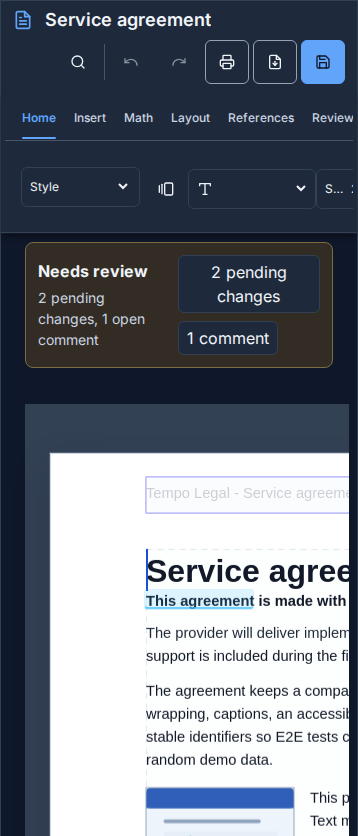 Service agreement
Home Insert Math Layout References Review
Style
T
S...
Needs review
2 pending changes, 1 open comment
2 pending changes
1 comment
Tempo Legal - Service agreeme
Service agree
This agreement is made with
The provider will deliver implem
support is included during the fi
The agreement keeps a compa
wrapping, captions, an accessib
stable identifiers so E2E tests c
random demo data.
This p
Text m